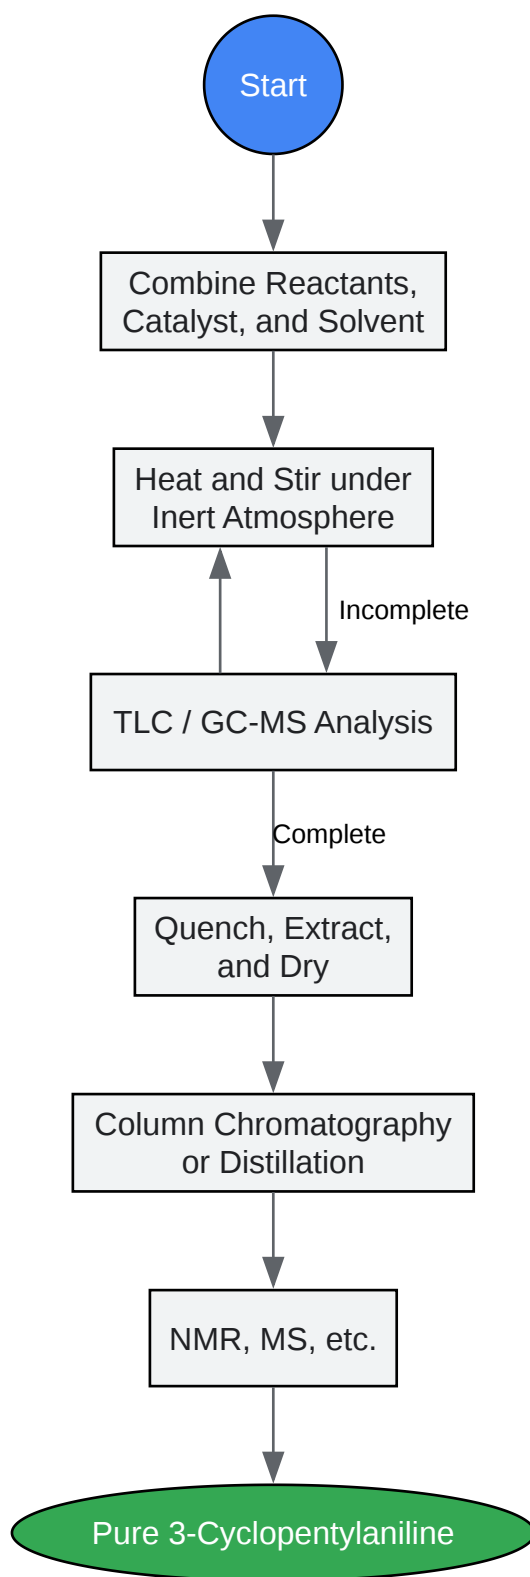 Start
Combine Reactants,
Catalyst, and Solvent
Heat and Stir under
Inert Atmosphere
Incomplete
TLC / GC-MS Analysis
Complete
Quench, Extract,
and Dry
Column Chromatography
or Distillation
NMR, MS, etc.
Pure 3-Cyclopentylaniline